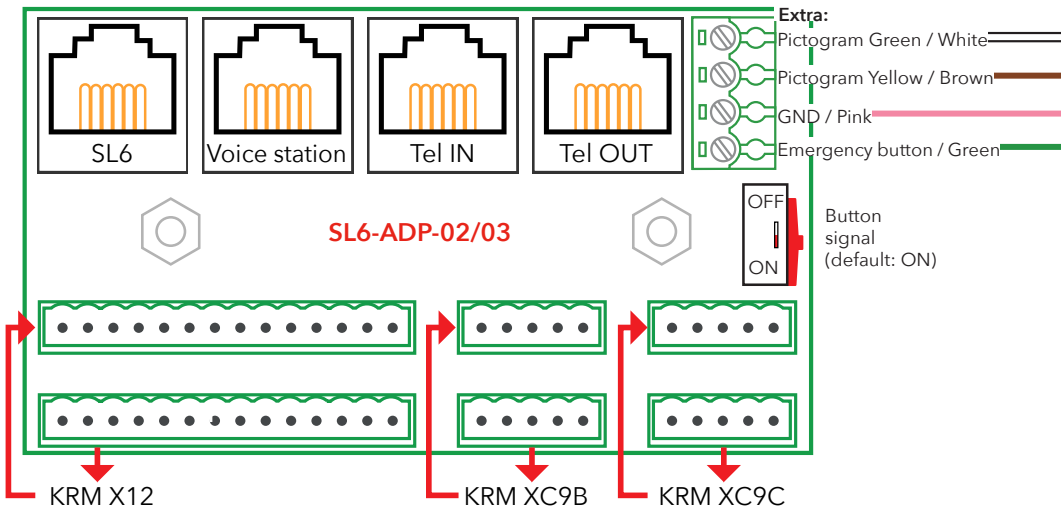 Extra:
Pictogram Green / White
Pictogram Yellow / Brown
GND / Pink
Emergency button / Green
SL6
Voice station
Tel IN
Tel OUT
SL6-ADP-02/03
OFF
ON
Button
signal
(default: ON)
KRM X12
KRM XC9B
KRM XC9C